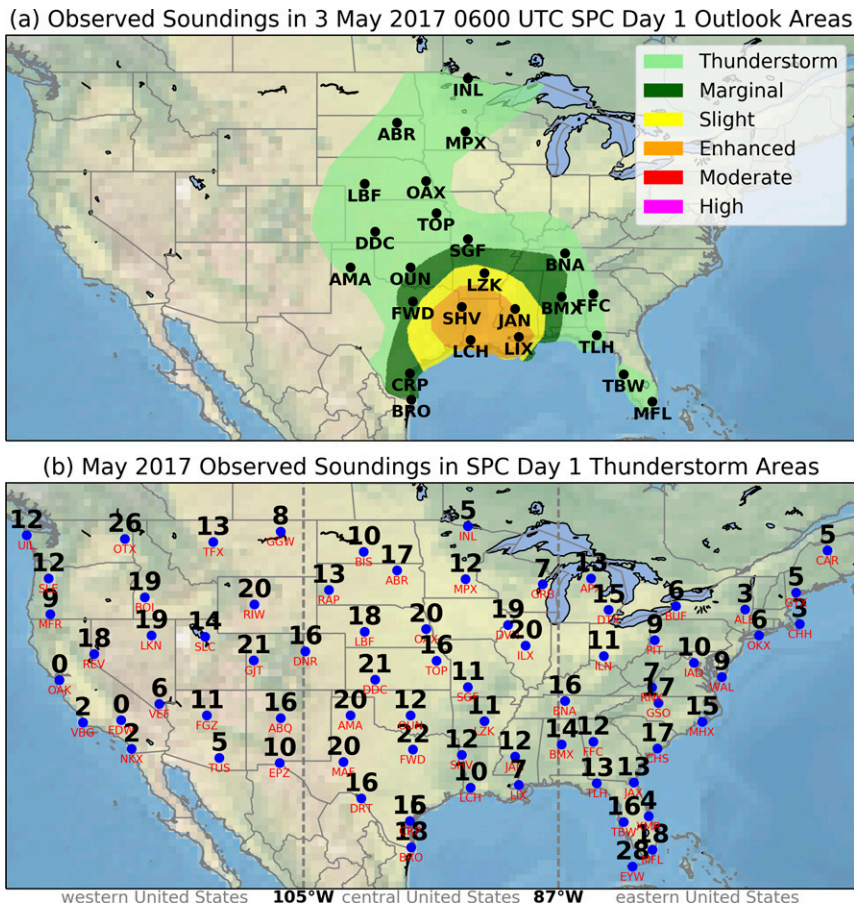 (a) Observed Soundings in 3 May 2017 0600 UTC SPC Day 1 Outlook Areas
Thunderstorm
Marginal
Slight
Enhanced
Moderate
High
INL
ABR
MPX
LBF
OAX
TOP
DDC
SGF
BNA
AMA
OUN
LZK
FWD
SHV
JAN
BMX
FFC
LCH
LIX
TLH
CRP
BRO
TBW
MFL
(b) May 2017 Observed Soundings in SPC Day 1 Thunderstorm Areas
12 UIL
26 OTX
13 TFX
8 GGW
10 BIS
5 INL
5 CAR
12 SLE
19 BOI
20 RIW
13 RAP
17 ABR
12 MPX
7 GRB
13 APX
15 DTX
6 BUF
3 ALB
5 GYX
9 MFR
18 REV
19 LKN
14 SLC
21 GJT
16 DNR
18 LBF
20 OAX
19 DVN
20 ILX
11 ILN
9 PIT
10 IAD
6 OKX
CHH
0 OAK
2 VBG
0 EDW
6 VEF
11 FGZ
16 ABQ
20 AMA
21 DDC
16 TOP
11 SGF
16 BNA
7 RNK
GSO
9 WAL
15 MHX
2 NKX
5 TUS
10 EPZ
20 MAF
12 OUN
22 FWD
11 LZK
12 SHV
12 JAN
14 BMX
12 FFC
17 CHS
16 DRT
10 LCH
7 LIX
13 TLH
13 JAX
CRP
18 BRO
16 TBW
4 XMR
18 MFL
28 EYW
western United States 105°W central United States 87°W eastern United States